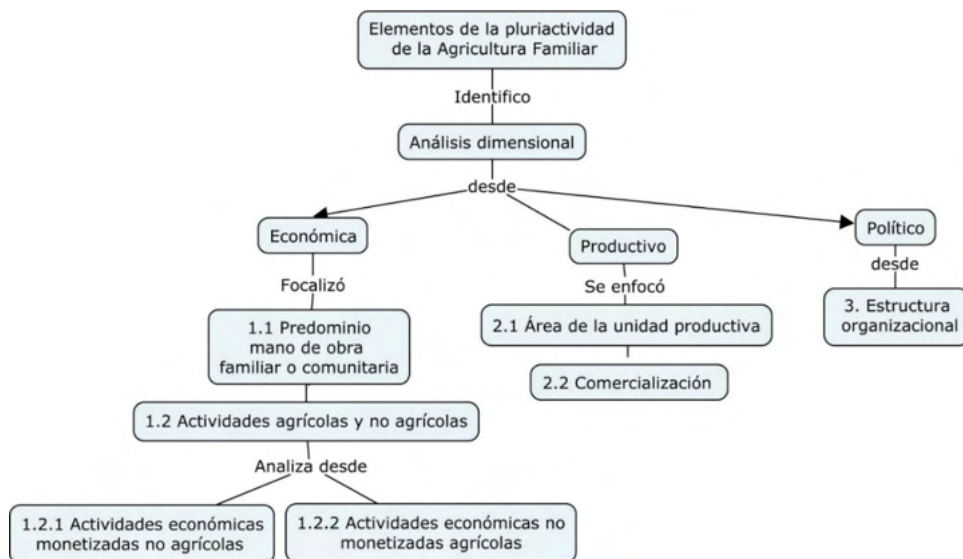 Elementos de la pluriactividad
de la Agricultura Familiar
Identifico
Análisis dimensional
desde
Económica
Productivo
Político
Focalizó
Se enfocó
desde
1.1 Predominio
mano de obra
familiar o comunitaria
2.1 Área de la unidad productiva
3. Estructura
organizacional
2.2 Comercialización
1.2 Actividades agrícolas y no agrícolas
Analiza desde
1.2.1 Actividades económicas
monetizadas no agrícolas
1.2.2 Actividades económicas no
monetizadas agrícolas